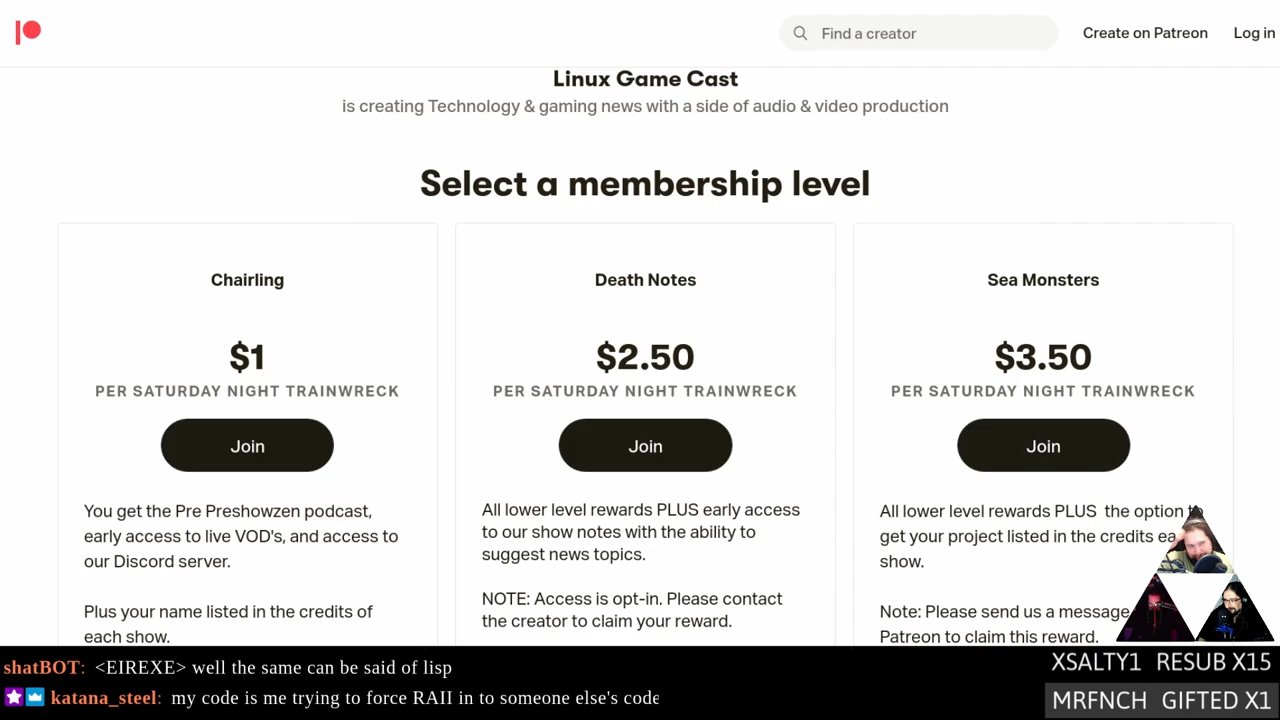 Find a creator
Create on Patreon
Log in
Linux Game Cast
is creating Technology & gaming news with a side of audio & video production
Select a membership level
Chairling
$1
PER SATURDAY NIGHT TRAINWRECK
Join
You get the Pre Preshowzen podcast,
early access to live VOD's, and access to
our Discord server.
Plus your name listed in the credits of
each show.
Death Notes
$2.50
PER SATURDAY NIGHT TRAINWRECK
Join
All lower level rewards PLUS early access
to our show notes with the ability to
suggest news topics.
NOTE: Access is opt-in. Please contact
the creator to claim your reward.
Sea Monsters
$3.50
PER SATURDAY NIGHT TRAINWRECK
Join
All lower level rewards PLUS the option to
get your project listed in the credits
show.
Note: Please send us a message
Patreon to claim this reward.
shatBOT: <EIREXE> well the same can be said of lisp
katana_steel: my code is me trying to force RAII in to someone else's code
XSALTY1 RESUB X15
MRFNCH GIFTED X1